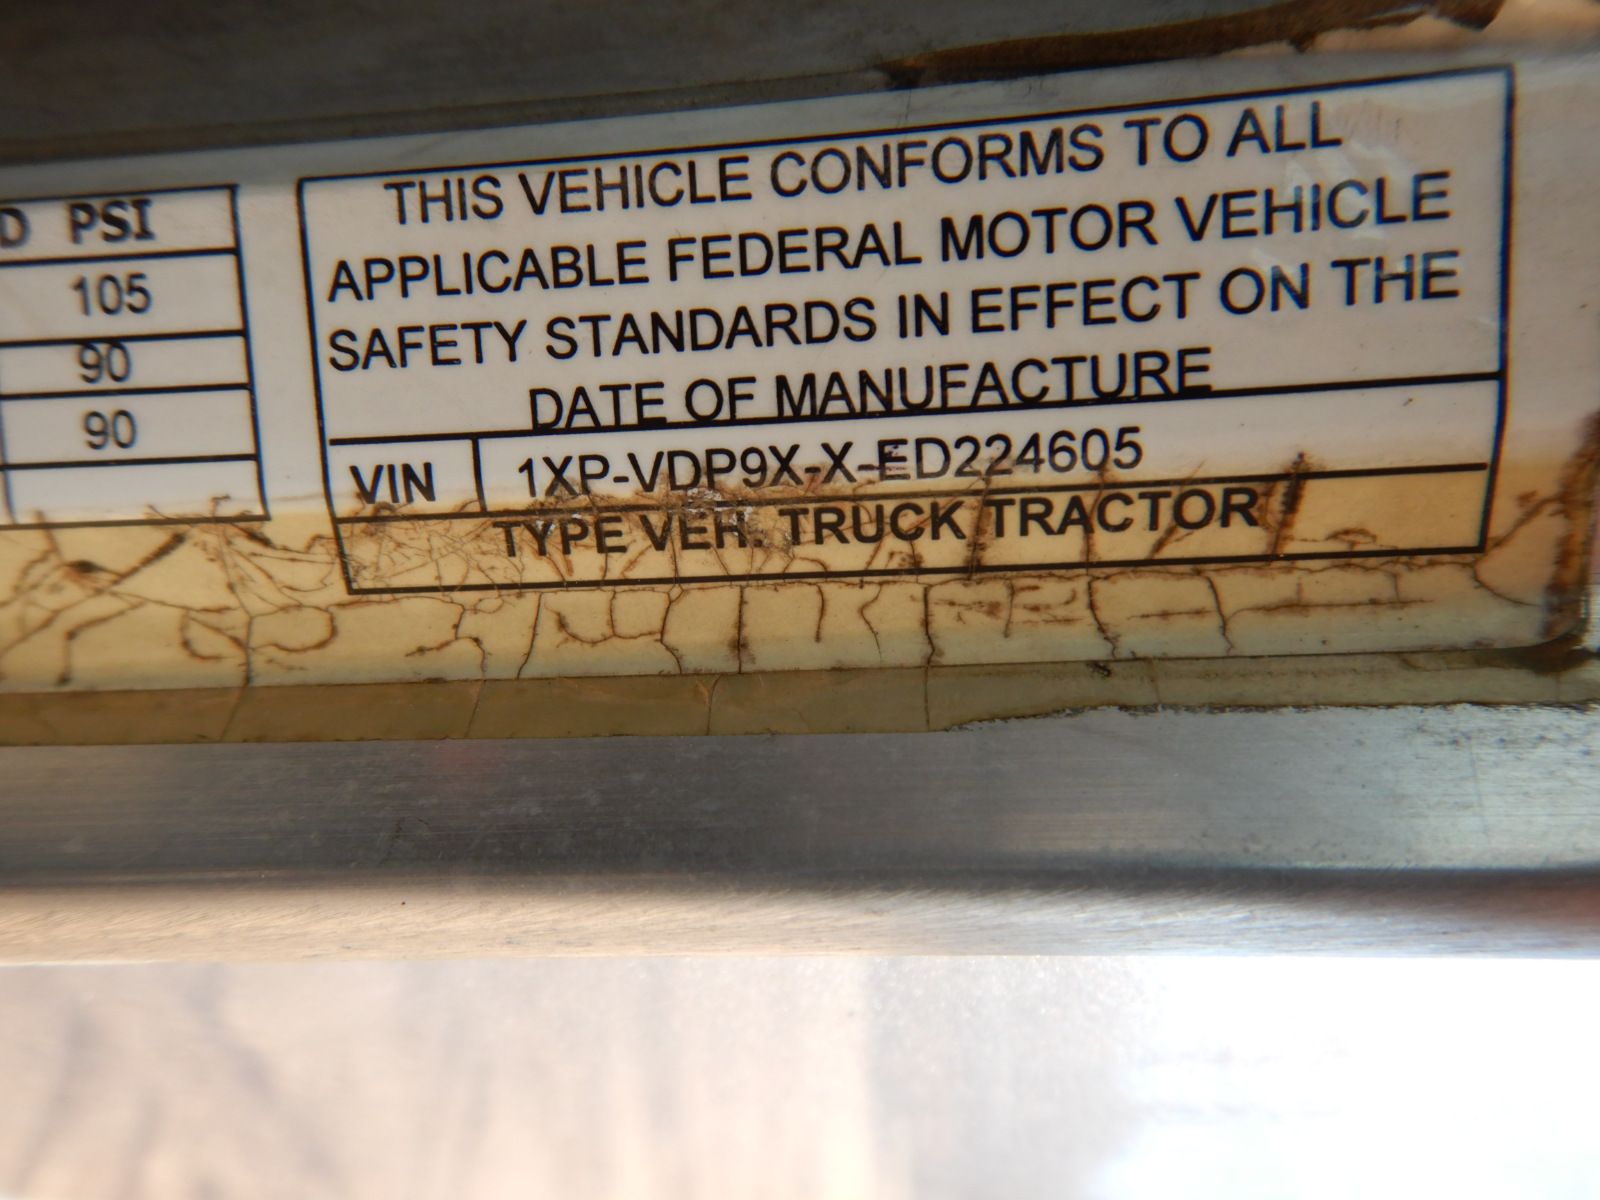 D PSI
105
90
90
THIS VEHICLE CONFORMS TO ALL
APPLICABLE FEDERAL MOTOR VEHICLE
SAFETY STANDARDS IN EFFECT ON THE
DATE OF MANUFACTURE
VIN 1XP-VDP9X-X-ED224605
TYPE VEH. TRUCK TRACTOR